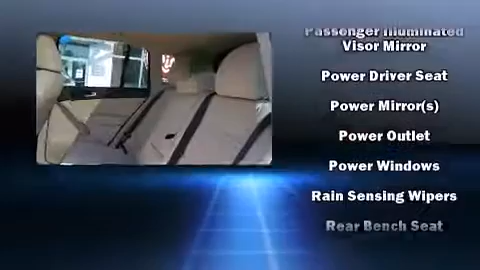 Passenger Illuminated
Visor Mirror
Power Driver Seat
Power Mirror(s)
Power Outlet
Power Windows
Rain Sensing Wipers
Rear Bench Seat